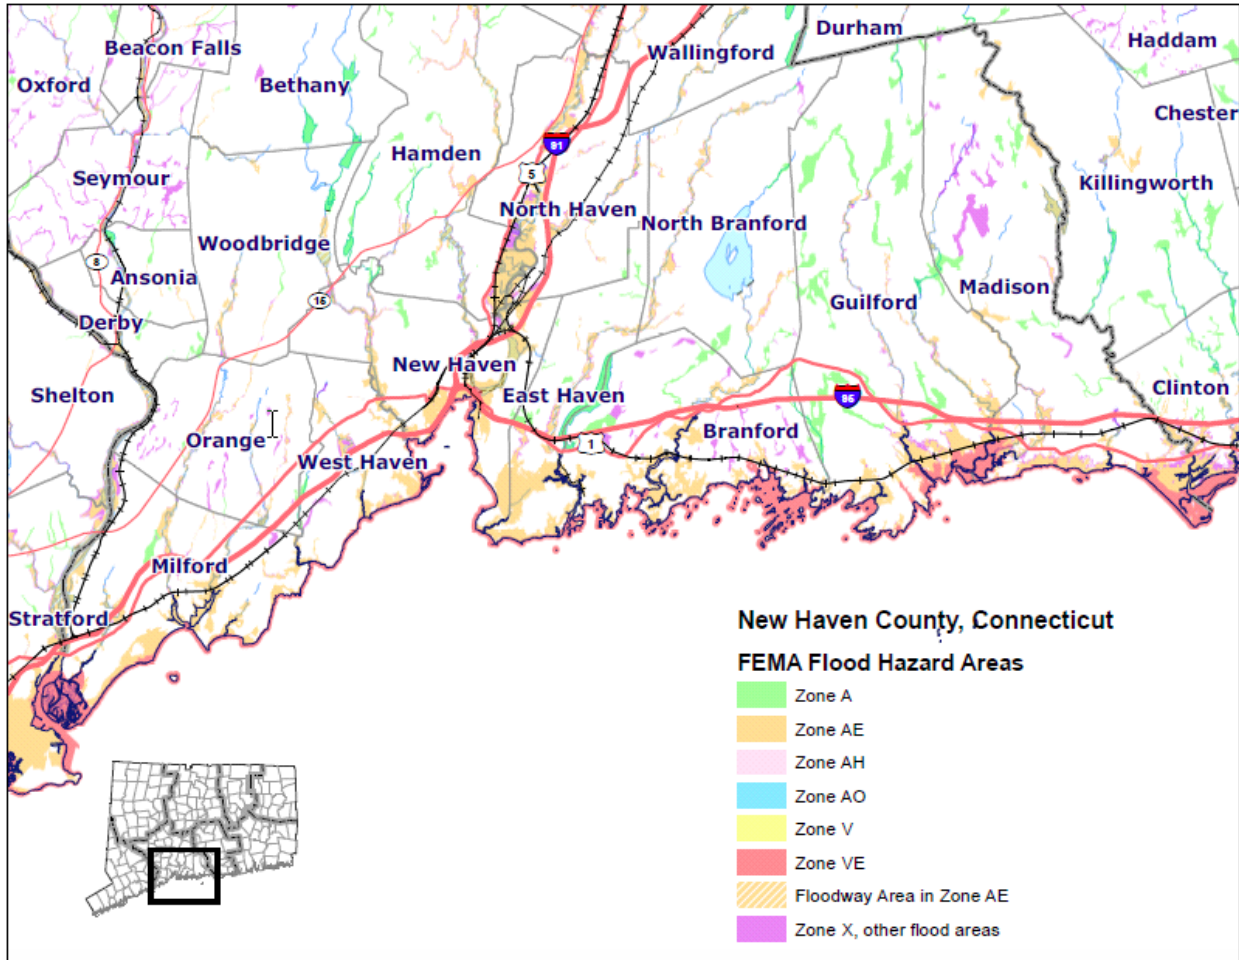 Durham
Haddam
Beacon Falls
Wallingford
Oxford
Bethany
Chester
Hamden
91
5
Seymour
Killingworth
North Haven
North Branford
Woodbridge
8
Ansonia
15
Madison
Guilford
Derby
New Haven
Shelton
East Haven
95
Clinton
Orange
1
Branford
West Haven
Milford
Stratford
New Haven County, Connecticut
FEMA Flood Hazard Areas
Zone A
Zone AE
Zone AH
Zone AO
Zone V
Zone VE
Floodway Area in Zone AE
Zone X, other flood areas